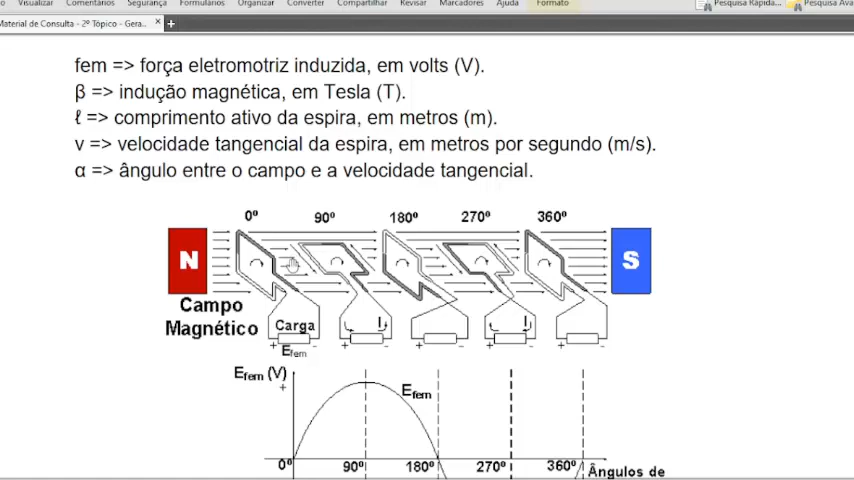 Visualizar Comentários Segurança Formulários Organizar Converter Compartilhar Revisar Marcadores Ajuda Formato Pesquisa Rápida... Pesquisa Ava
Material de Consulta - 2º Tópico - Gera... × +
fem => força eletromotriz induzida, em volts (V).
β => indução magnética, em Tesla (T).
ℓ => comprimento ativo da espira, em metros (m).
v => velocidade tangencial da espira, em metros por segundo (m/s).
α => ângulo entre o campo e a velocidade tangencial.
0º 90º 180º 270º 360º
N S
Campo
Magnético
Carga I I
+ - + - + - + - + -
Efem
Efem (V)
+
Efem
0º 90º 180º 270º 360º Ângulos de